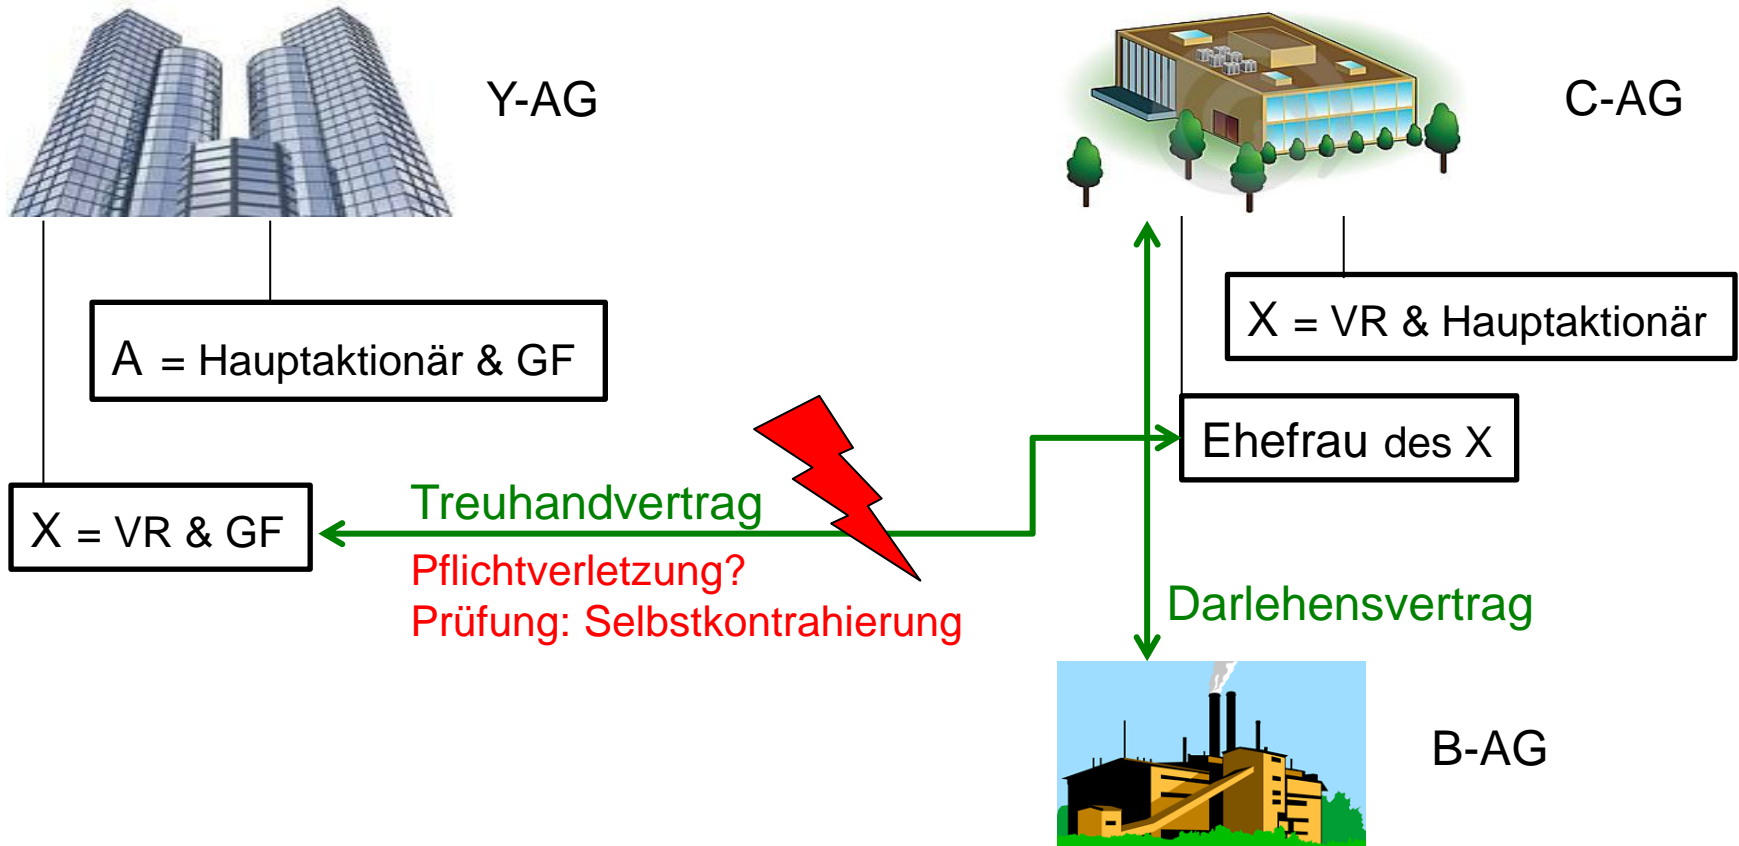 Y-AG
C-AG
A = Hauptaktionär & GF
X = VR & Hauptaktionär
Ehefrau des X
X = VR & GF
Treuhandvertrag
Pflichtverletzung?
Prüfung: Selbstkontrahierung
Darlehensvertrag
B-AG